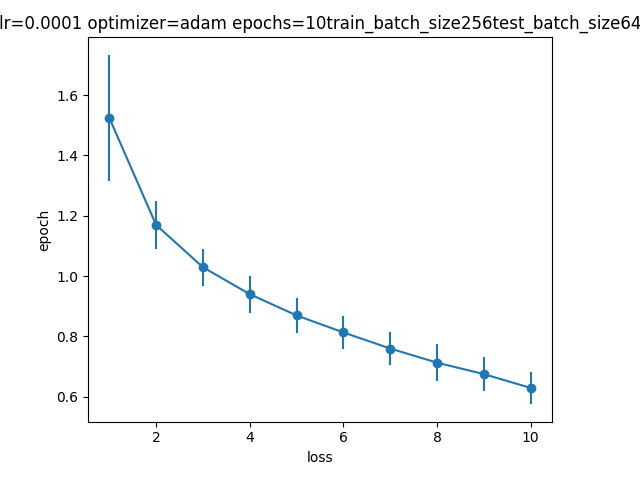 lr=0.0001 optimizer=adam epochs=10train_batch_size256test_batch_size64
1.6
1.4
1.2
1.0
0.8
0.6
epoch
2 4 6 8 10
loss